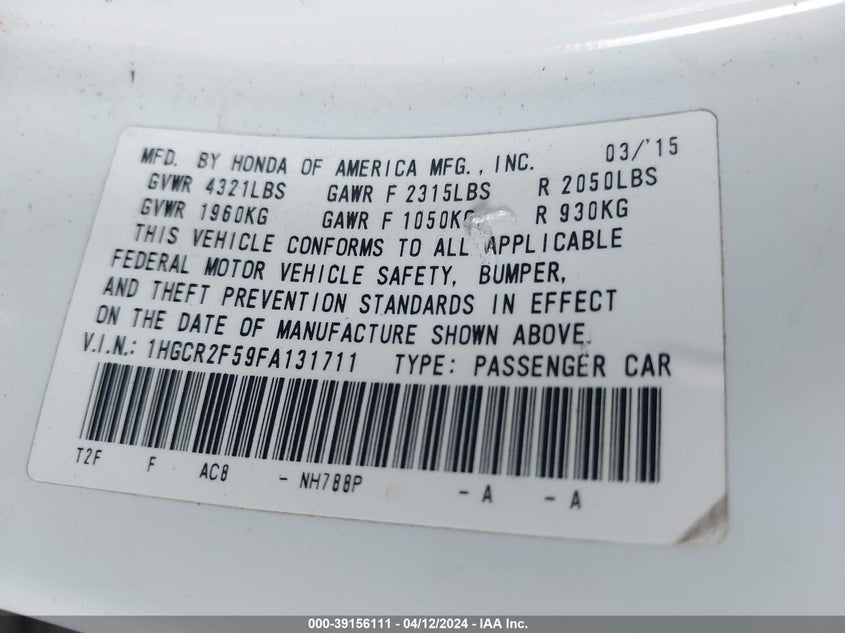 MFD. BY HONDA OF AMERICA MFG., INC. 03/'15
GVWR 4321LBS GAWR F 2315LBS R 2050LBS
GVWR 1960KG GAWR F 1050KG R 930KG
THIS VEHICLE CONFORMS TO ALL APPLICABLE
FEDERAL MOTOR VEHICLE SAFETY, BUMPER,
AND THEFT PREVENTION STANDARDS IN EFFECT
ON THE DATE OF MANUFACTURE SHOWN ABOVE.
V.I.N.: 1HGCR2F59FA131711 TYPE: PASSENGER CAR
T2F F AC8 - NH788P - A - A
000-39156111 - 04/12/2024 - IAA Inc.